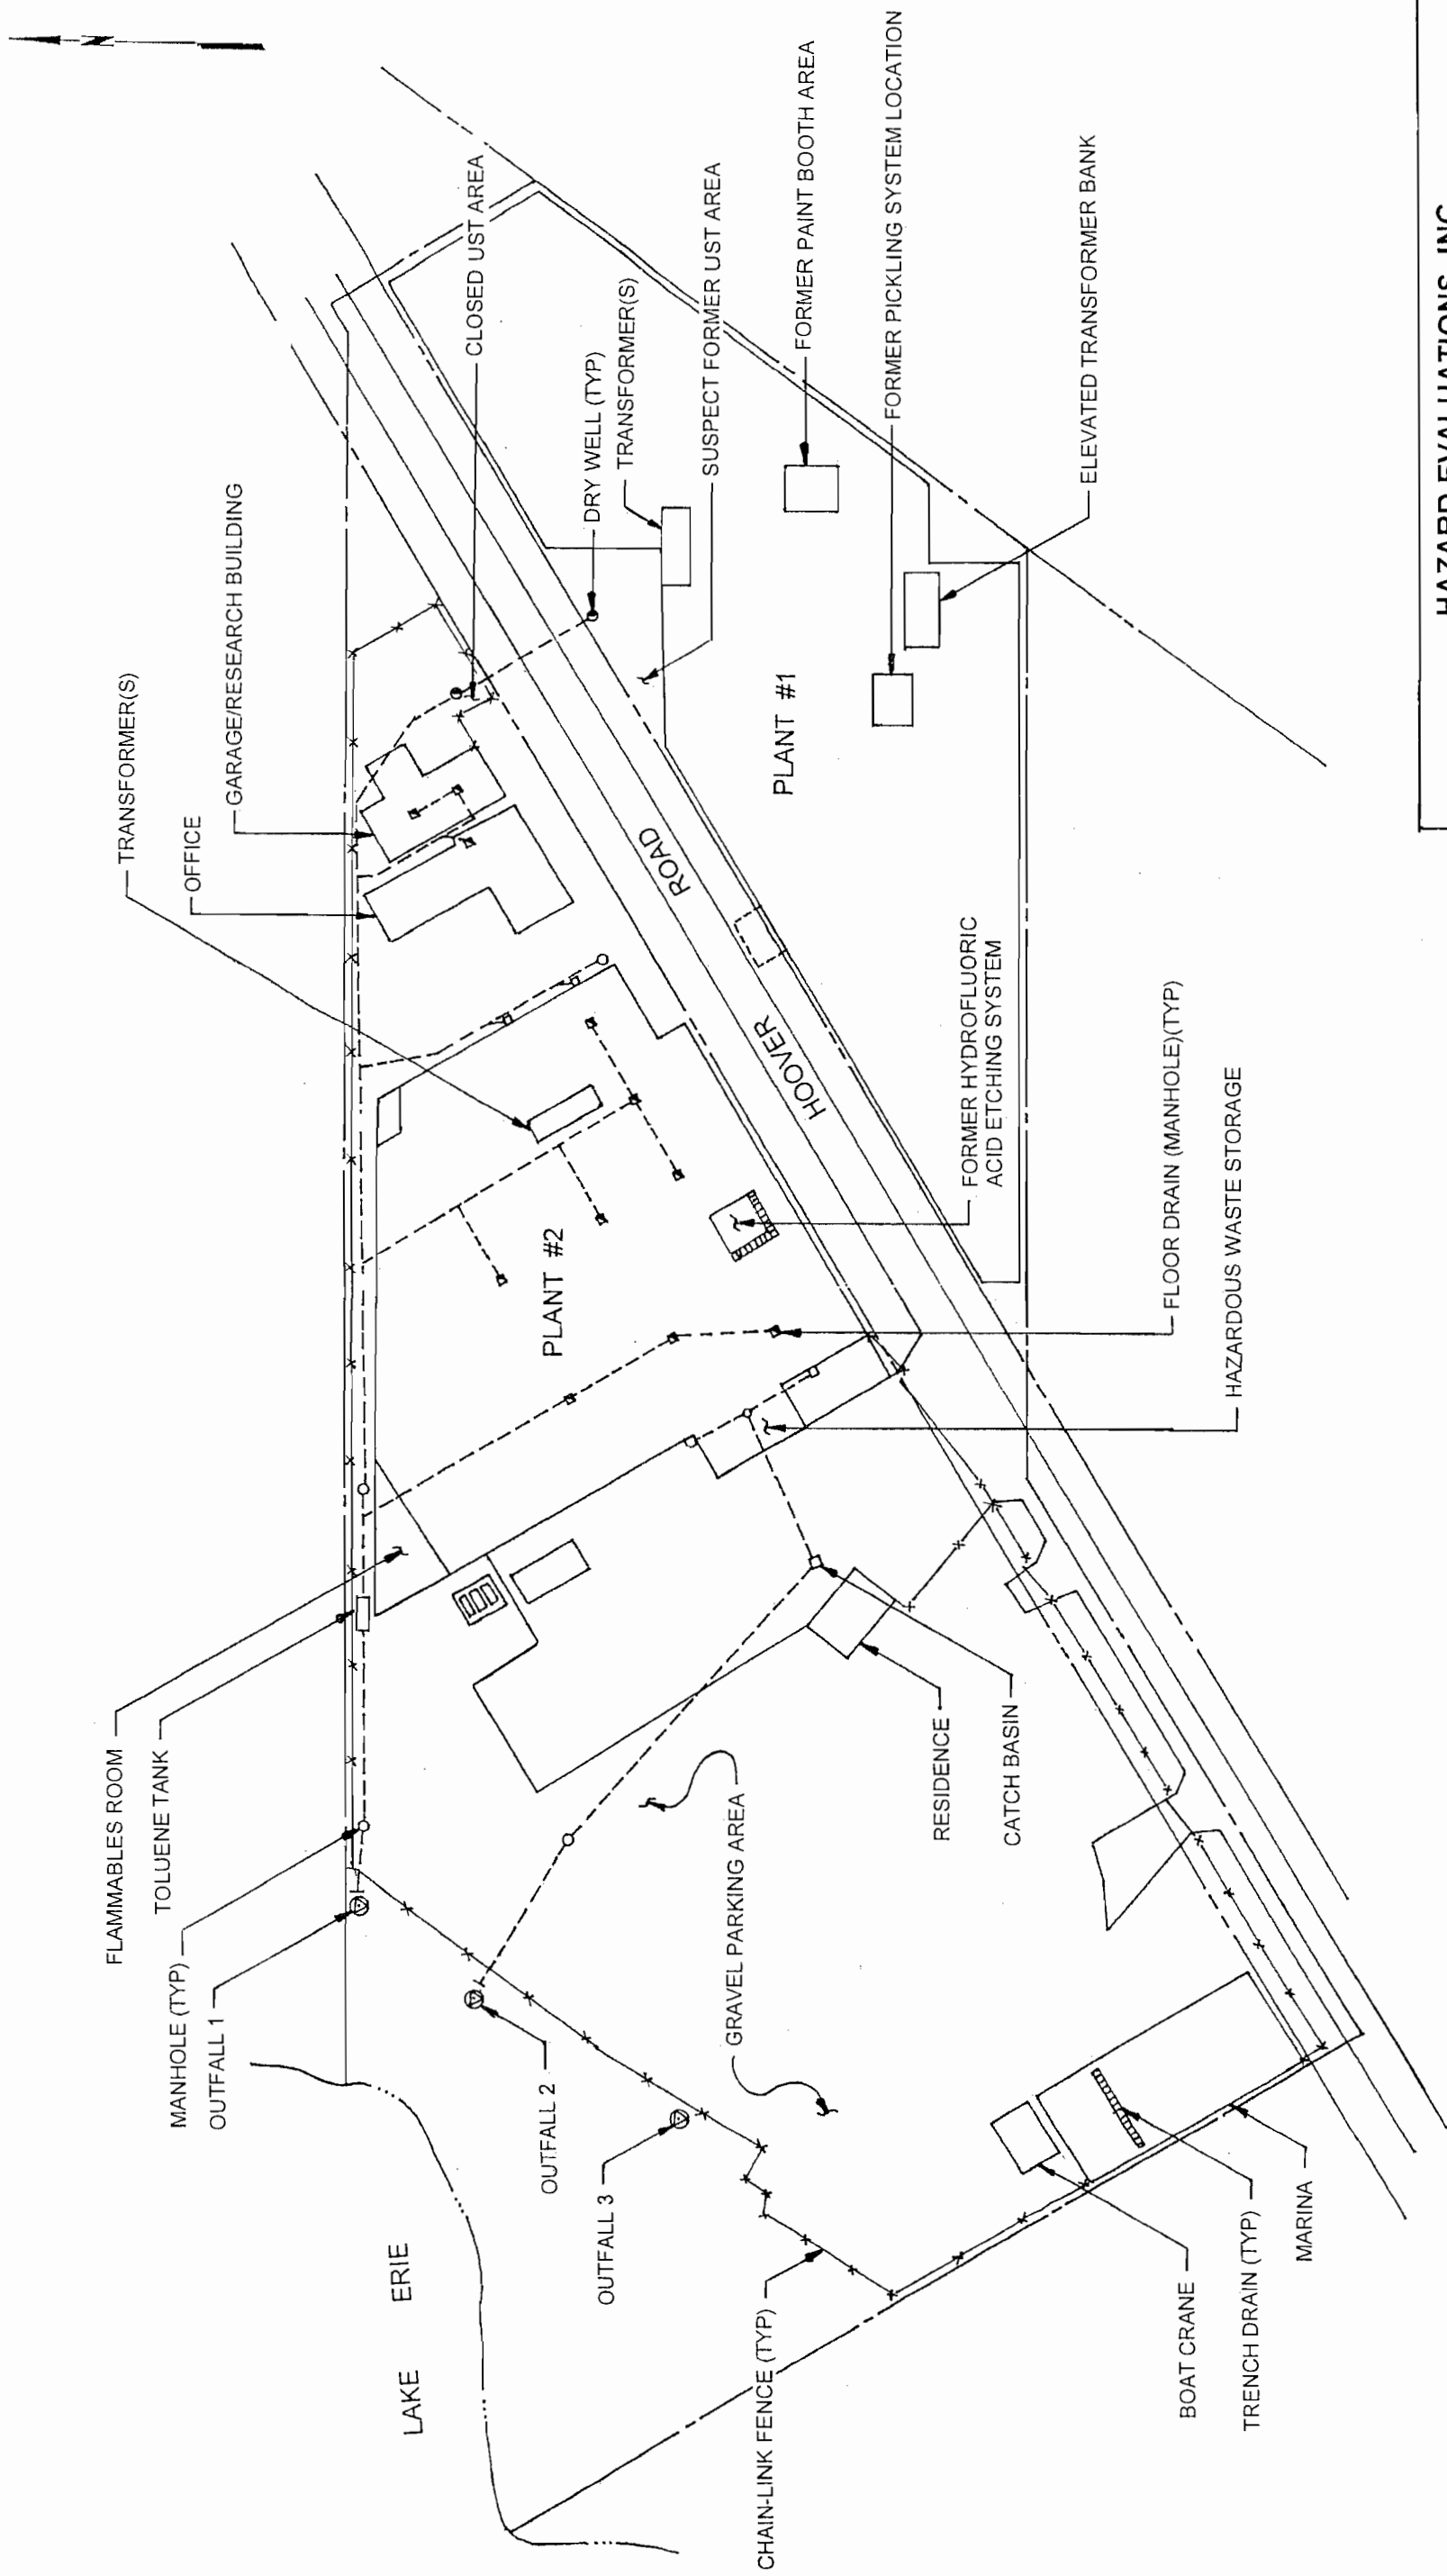 N
FORMER PICKLING SYSTEM LOCATION
FORMER PAINT BOOTH AREA
ELEVATED TRANSFORMER BANK
CLOSED UST AREA
SUSPECT FORMER UST AREA
TRANSFORMER(S)
DRY WELL (TYP)
GARAGE/RESEARCH BUILDING
TRANSFORMER(S)
OFFICE
PLANT #1
HOOVER ROAD
FORMER HYDROFLUORIC
ACID ETCHING SYSTEM
FLOOR DRAIN (MANHOLE)(TYP)
HAZARDOUS WASTE STORAGE
PLANT #2
FLAMMABLES ROOM
TOLUENE TANK
MANHOLE (TYP)
OUTFALL 1
RESIDENCE
CATCH BASIN
GRAVEL PARKING AREA
OUTFALL 2
OUTFALL 3
LAKE ERIE
CHAIN-LINK FENCE (TYP)
BOAT CRANE
TRENCH DRAIN (TYP)
MARINA
HAZARD EVALUATIONS, INC.